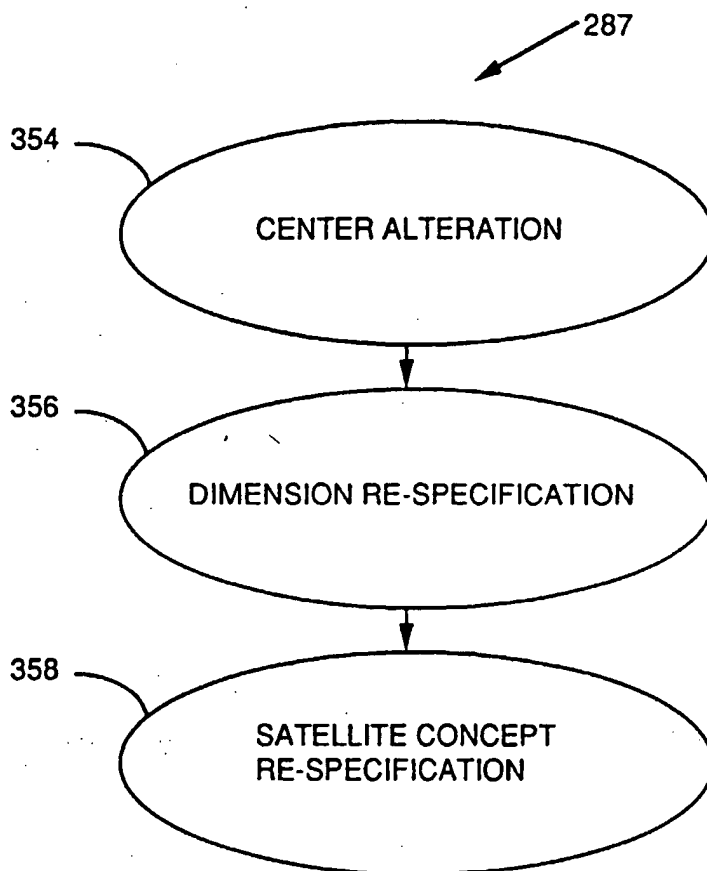 287
354
CENTER ALTERATION
356
DIMENSION RE-SPECIFICATION
358
SATELLITE CONCEPT
RE-SPECIFICATION